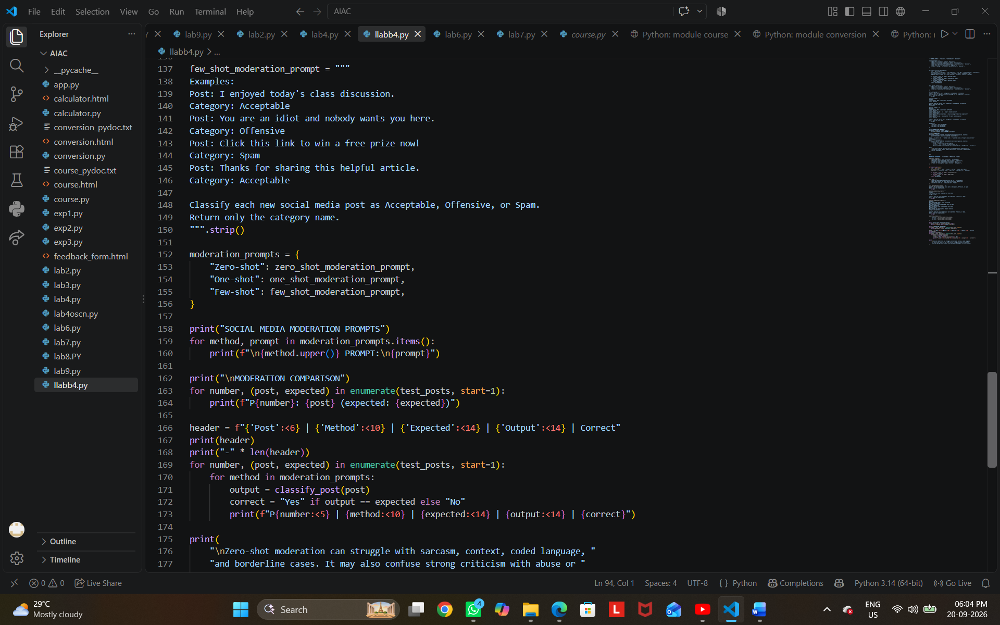 File Edit Selection View Go Run Terminal Help
AIAC
Explorer
AIAC
__pycache__
app.py
calculator.html
calculator.py
conversion_pydoc.txt
conversion.html
conversion.py
course_pydoc.txt
course.html
course.py
exp1.py
exp2.py
exp3.py
feedback_form.html
lab2.py
lab3.py
lab4.py
lab4oscn.py
lab6.py
lab7.py
lab8.PY
lab9.py
llabb4.py
Outline
Timeline
lab9.py lab2.py lab4.py llabb4.py lab6.py lab7.py course.py Python: module course Python: module conversion Python:
llabb4.py > ...
137 few_shot_moderation_prompt = """
138 Examples:
139 Post: I enjoyed today's class discussion.
140 Category: Acceptable
141 Post: You are an idiot and nobody wants you here.
142 Category: Offensive
143 Post: Click this link to win a free prize now!
144 Category: Spam
145 Post: Thanks for sharing this helpful article.
146 Category: Acceptable
147
148 Classify each new social media post as Acceptable, Offensive, or Spam.
149 Return only the category name.
150 """.strip()
151
152 moderation_prompts = {
153     "Zero-shot": zero_shot_moderation_prompt,
154     "One-shot": one_shot_moderation_prompt,
155     "Few-shot": few_shot_moderation_prompt,
156 }
157
158 print("SOCIAL MEDIA MODERATION PROMPTS")
159 for method, prompt in moderation_prompts.items():
160     print(f"\n{method.upper()} PROMPT:\n{prompt}")
161
162 print("\nMODERATION COMPARISON")
163 for number, (post, expected) in enumerate(test_posts, start=1):
164     print(f"P{number}: {post} (expected: {expected})")
165
166 header = f"{'Post':<6} | {'Method':<10} | {'Expected':<14} | {'Output':<14} | Correct"
167 print(header)
168 print("-" * len(header))
169 for number, (post, expected) in enumerate(test_posts, start=1):
170     for method in moderation_prompts:
171         output = classify_post(post)
172         correct = "Yes" if output == expected else "No"
173         print(f"P{number:<5} | {method:<10} | {expected:<14} | {output:<14} | {correct}")
174
175 print(
176     "\nZero-shot moderation can struggle with sarcasm, context, coded language, "
177     "and borderline cases. It may also confuse strong criticism with abuse or "
0 0 Live Share Ln 94, Col 1 Spaces: 4 UTF-8 {} Python Completions Python 3.14 (64-bit) Go Live
29°C
Mostly cloudy
Search
4
L
ENG
US
06:04 PM
20-09-2026